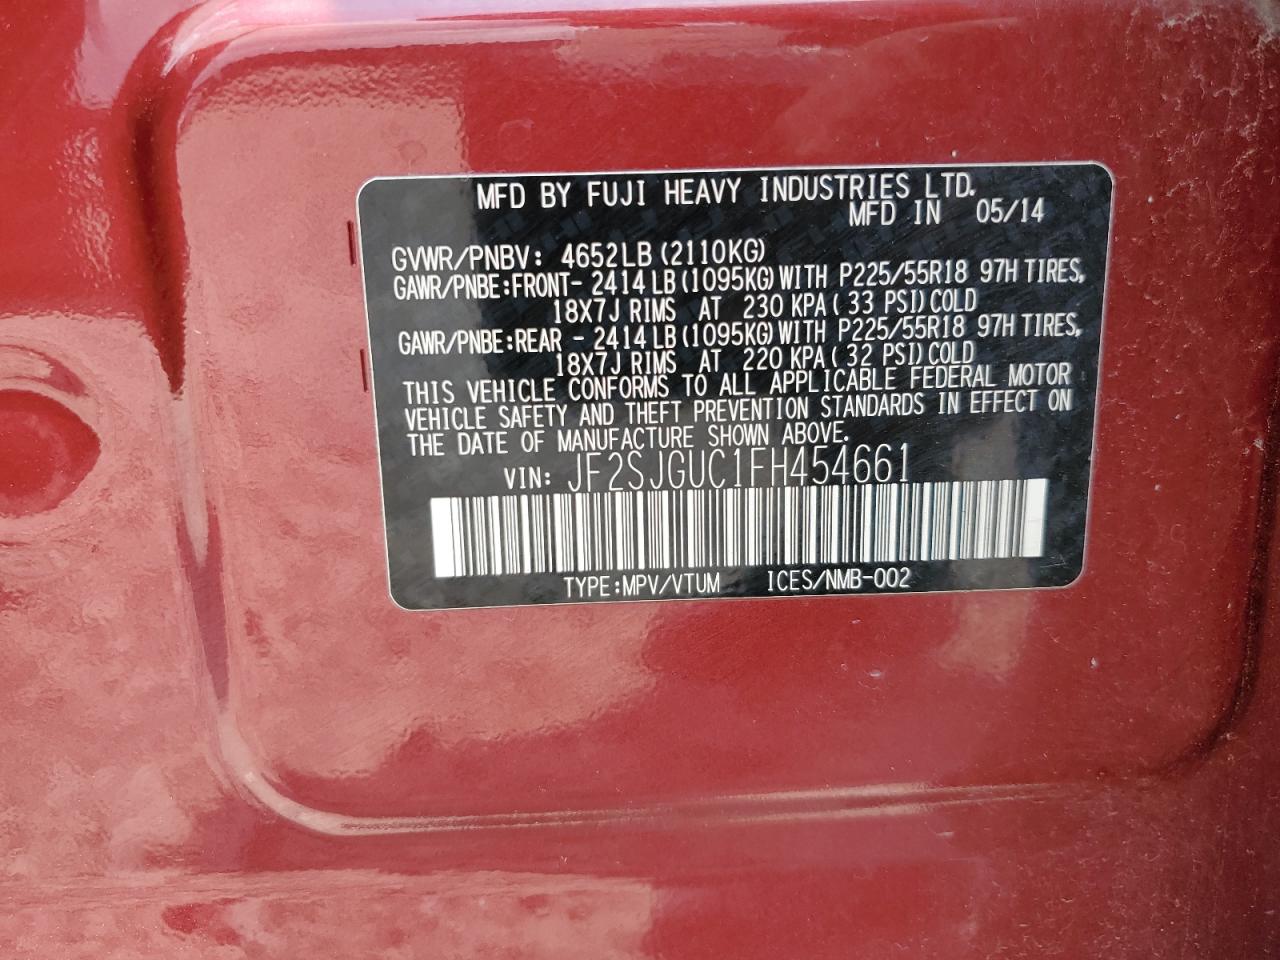 MFD BY FUJI HEAVY INDUSTRIES LTD.
MFD IN 05/14
GVWR/PNBV: 4652LB (2110KG)
GAWR/PNBE:FRONT- 2414 LB (1095KG) WITH P225/55R18 97H TIRES,
18X7J RIMS AT 230 KPA ( 33 PSI) COLD
GAWR/PNBE:REAR - 2414 LB (1095KG) WITH P225/55R18 97H TIRES,
18X7J RIMS AT 220 KPA ( 32 PSI) COLD
THIS VEHICLE CONFORMS TO ALL APPLICABLE FEDERAL MOTOR
VEHICLE SAFETY AND THEFT PREVENTION STANDARDS IN EFFECT ON
THE DATE OF MANUFACTURE SHOWN ABOVE.
VIN: JF2SJGUC1FH454661
TYPE:MPV/VTUM ICES/NMB-002